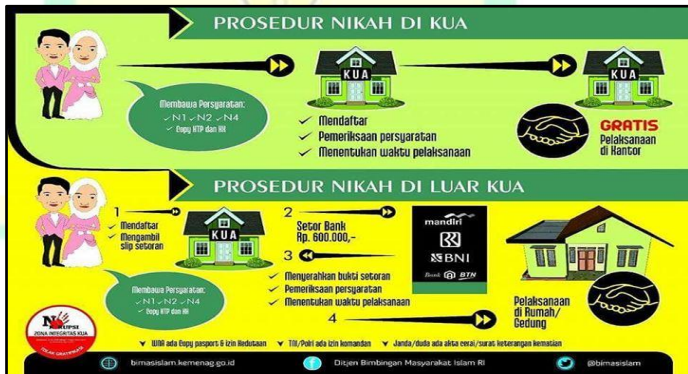 PROSEDUR NIKAH DI KUA
Membawa Persyaratan:
✓N1 ✓N2 ✓N4
✓ Copy KTP dan KK
KUA
✓ Mendaftar
✓ Pemeriksaan persyaratan
✓ Menentukan waktu pelaksanaan
KUA
GRATIS
Pelaksanaan
di Kantor
PROSEDUR NIKAH DI LUAR KUA
1
✓ Mendaftar
✓ Mengambil
slip setoran
KUA
Membawa Persyaratan:
✓N1 ✓N2 ✓N4
✓ Copy KTP dan KK
2
Setor Bank
Rp. 600.000,-
mandiri
BRI
BNI
Bank BTN
3
✓ Menyerahkan bukti setoran
✓ Pemeriksaan persyaratan
✓ Menentukan waktu pelaksanaan
4
Pelaksanaan
di Rumah/
Gedung
ZONA INTEGRITAS KUA
TOLAK GRATIFIKASI
WNA ada Copy pasport & izin Kedutaan
TNI/Polri ada izin komandan
Janda/duda ada akta cerai/surat keterangan kematian
bimasislam.kemenag.go.id
Ditjen Bimbingan Masyarakat Islam RI
@bimasislam